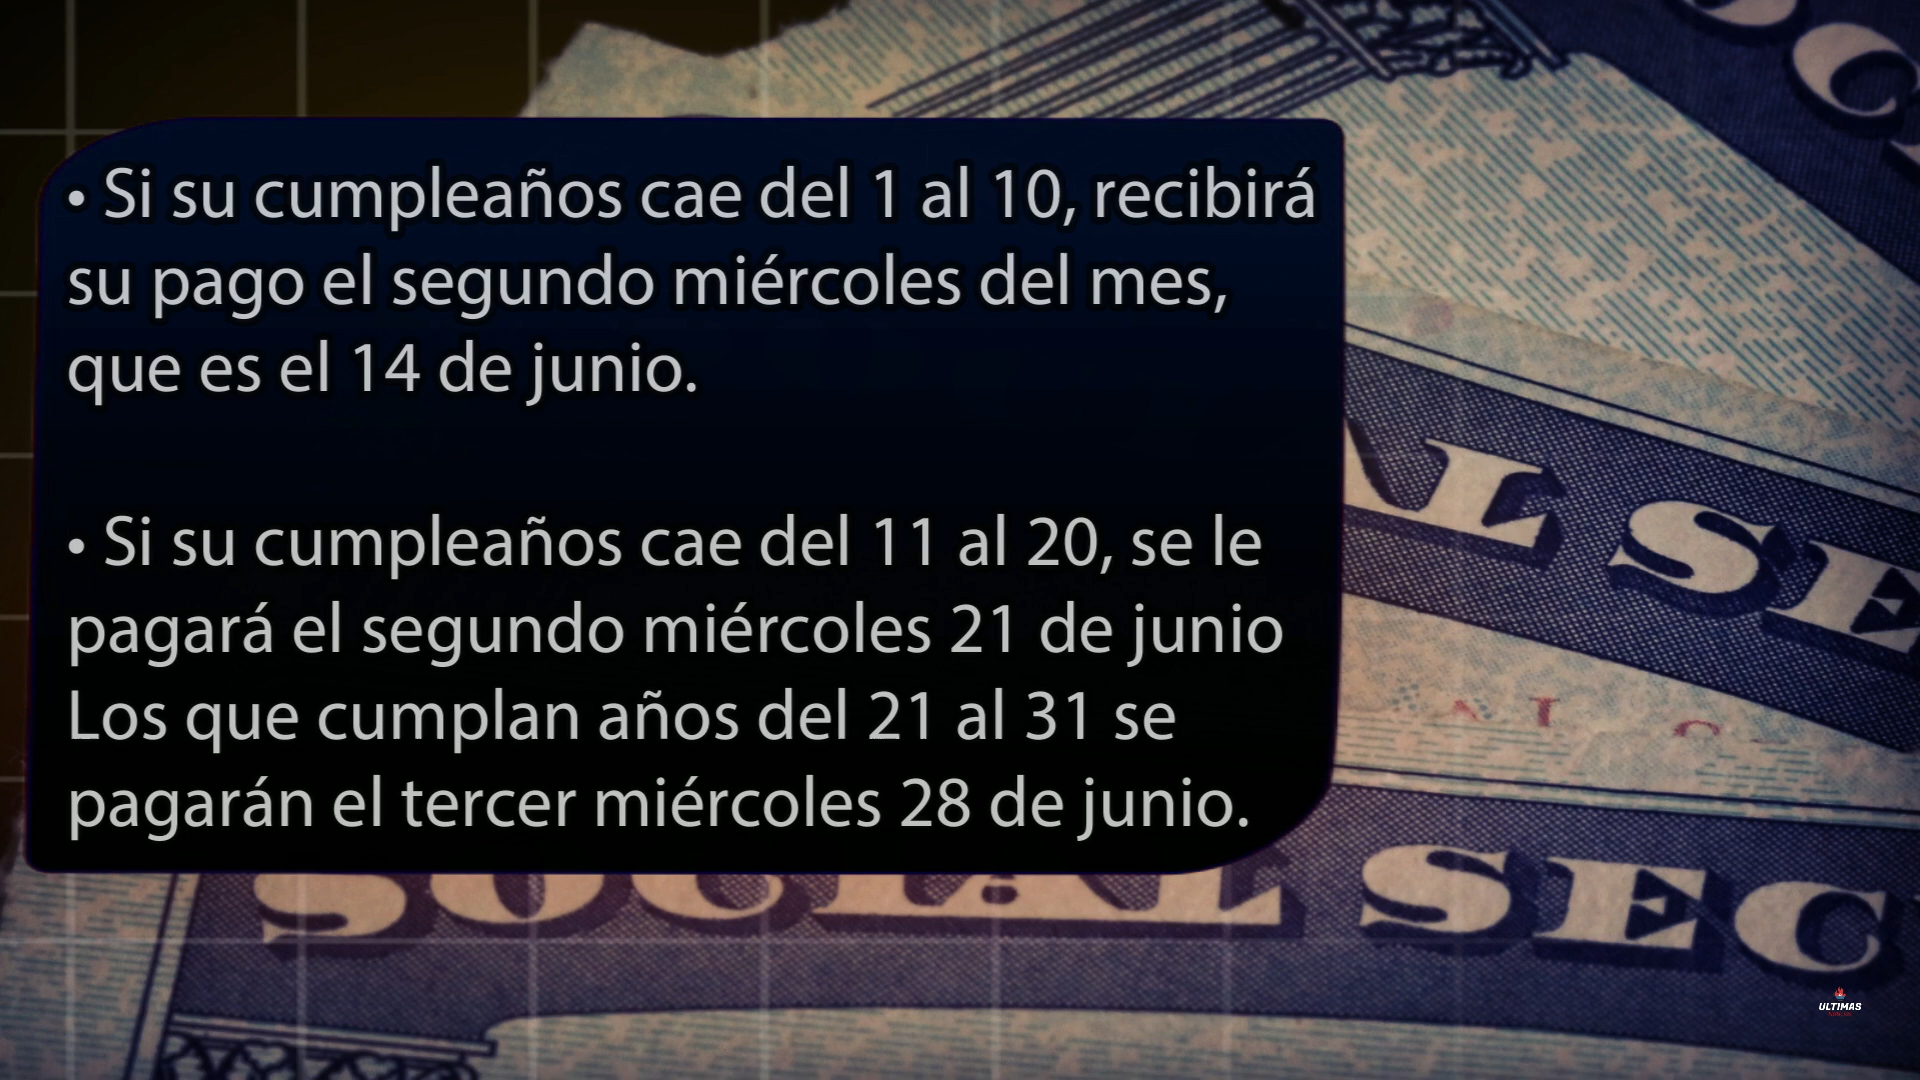 OC
• Si su cumpleaños cae del 1 al 10, recibirá
su pago el segundo miércoles del mes,
que es el 14 de junio.
• Si su cumpleaños cae del 11 al 20, se le
pagará el segundo miércoles 21 de junio
Los que cumplan años del 21 al 31 se
pagarán el tercer miércoles 28 de junio.
AL SE
SOCIAL SEC
ULTIMAS